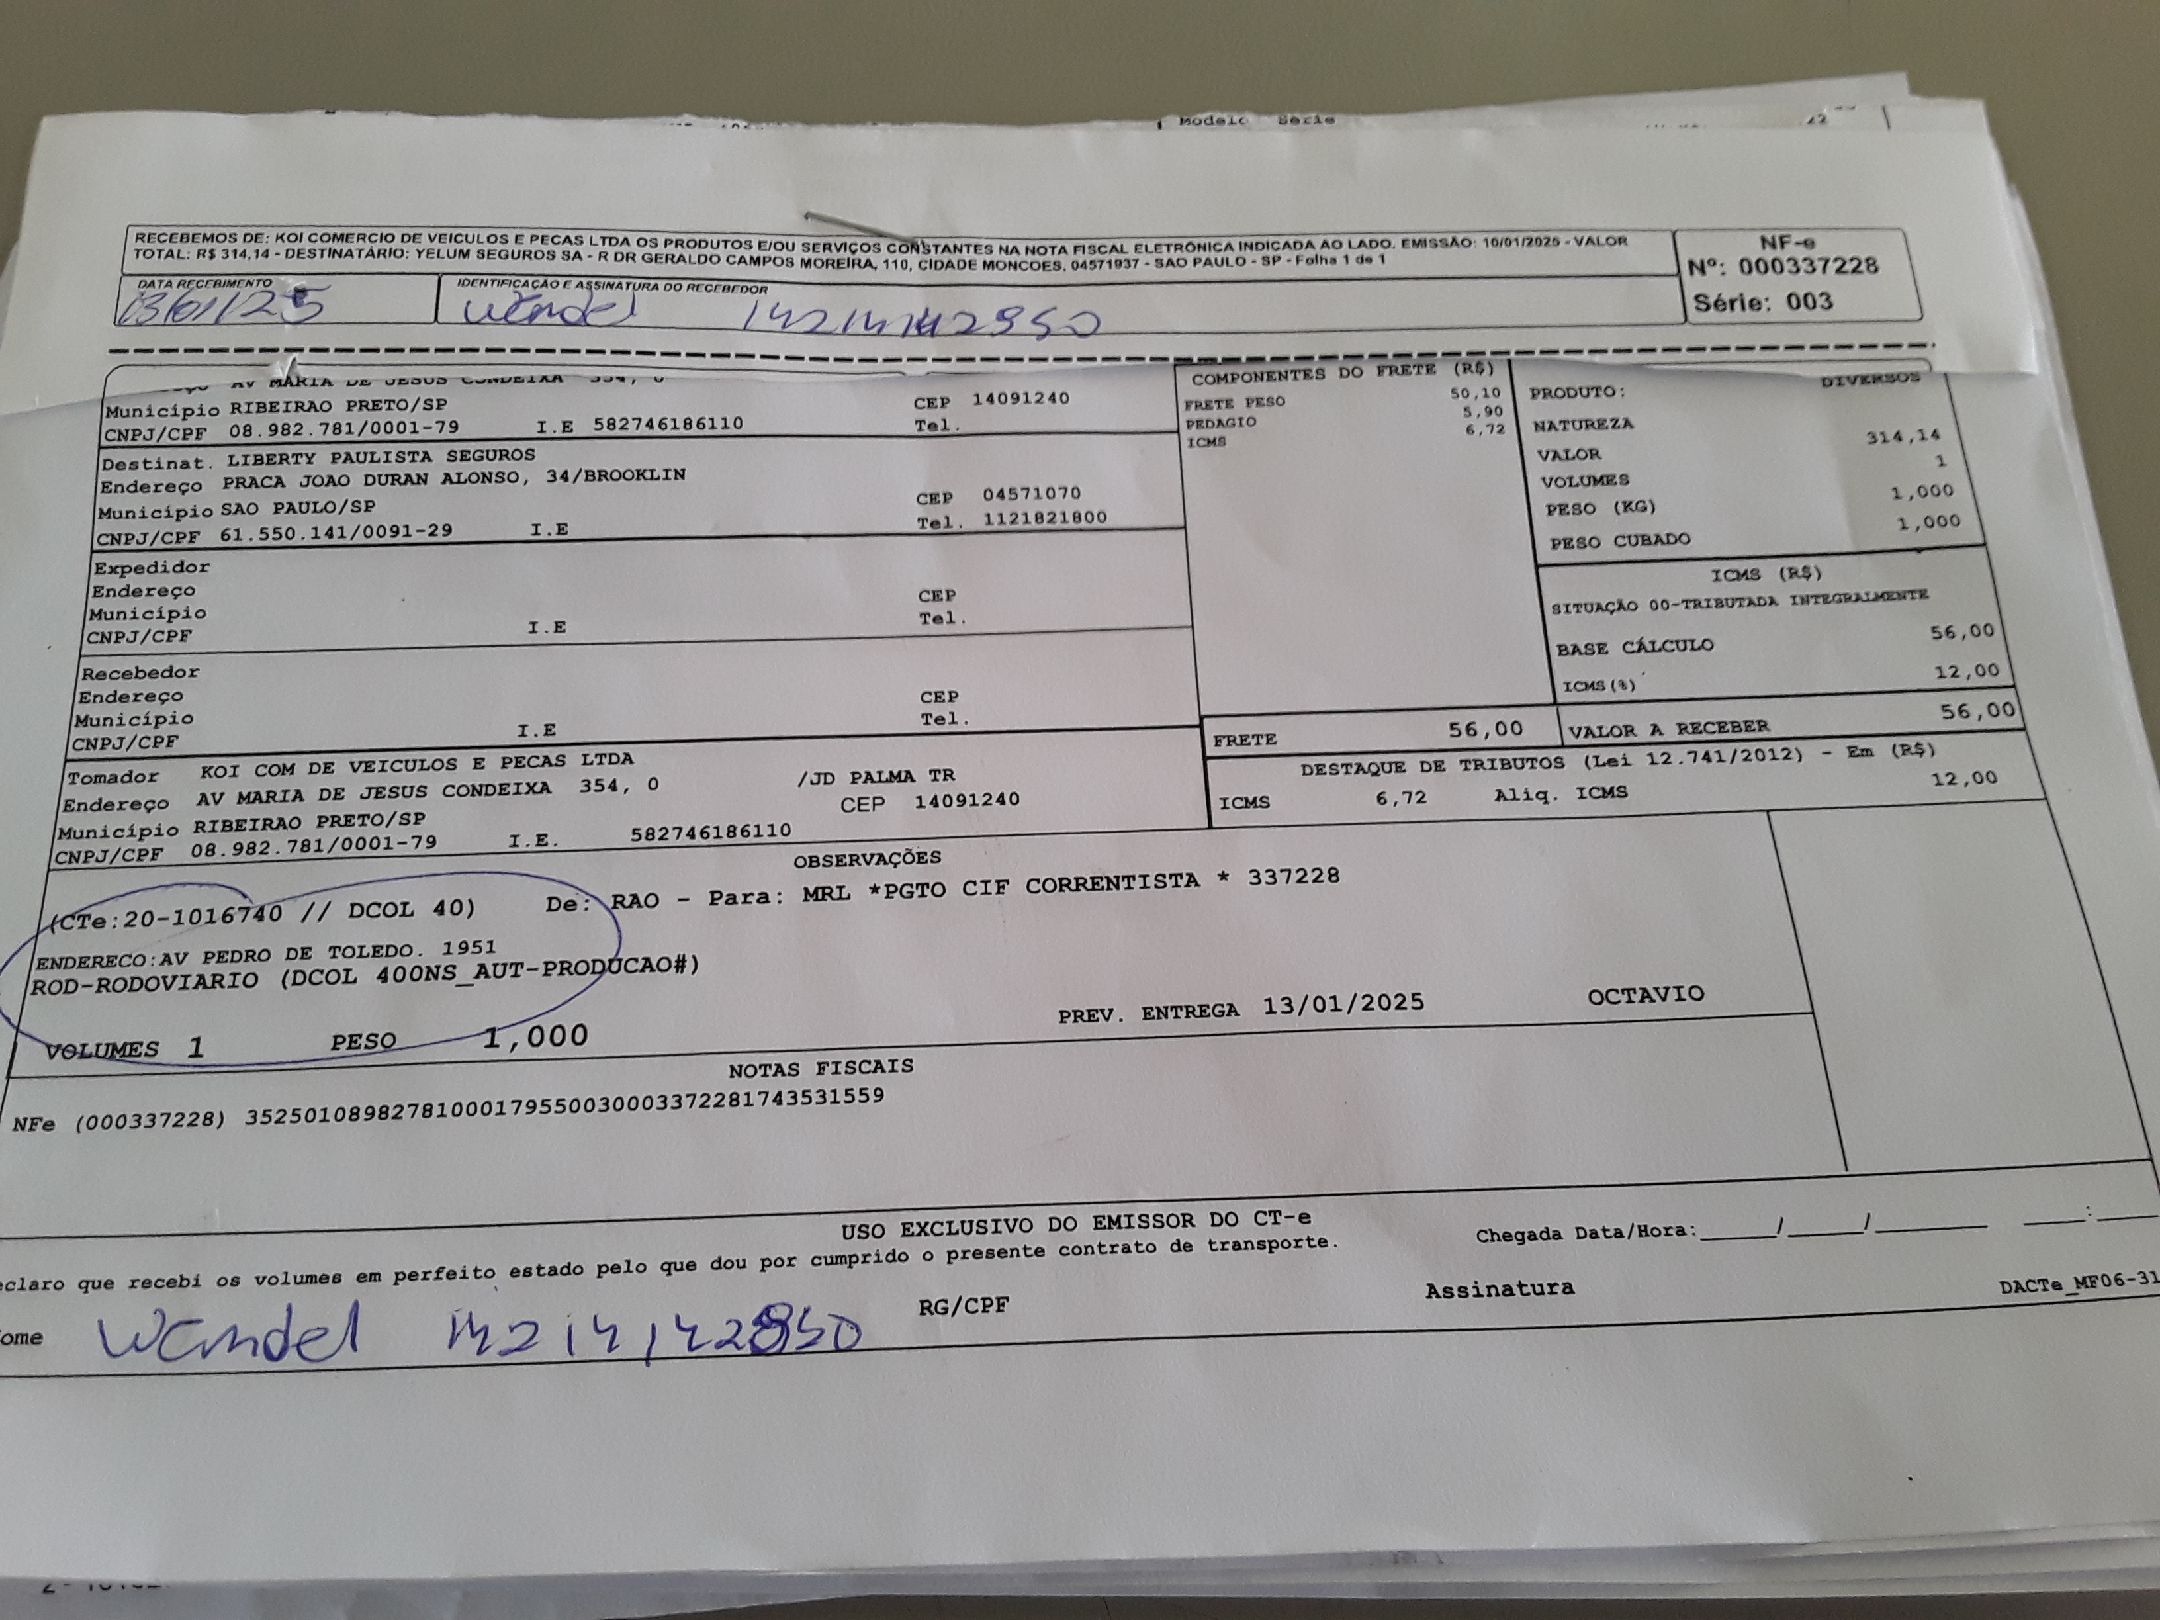 Modelo Série
RECEBEMOS DE: KOI COMERCIO DE VEICULOS E PECAS LTDA OS PRODUTOS E/OU SERVIÇOS CONSTANTES NA NOTA FISCAL ELETRÔNICA INDICADA AO LADO. EMISSÃO: 10/01/2025 - VALOR
TOTAL: R$ 314,14 - DESTINATÁRIO: YELUM SEGUROS SA - R DR GERALDO CAMPOS MOREIRA, 110, CIDADE MONCOES, 04571937 - SAO PAULO - SP - Folha 1 de 1
NF-e
Nº: 000337228
Série: 003
DATA RECEBIMENTO
13/01/25
IDENTIFICAÇÃO E ASSINATURA DO RECEBEDOR
Wendel
AV MARIA DE JESUS CONDEIXA 354, 0
Município RIBEIRAO PRETO/SP CEP 14091240
CNPJ/CPF 08.982.781/0001-79 I.E 582746186110 Tel.
Destinat. LIBERTY PAULISTA SEGUROS
Endereço PRACA JOAO DURAN ALONSO, 34/BROOKLIN
Município SAO PAULO/SP CEP 04571070
CNPJ/CPF 61.550.141/0091-29 I.E Tel. 1121821800
Expedidor
Endereço CEP
Município Tel.
CNPJ/CPF I.E
Recebedor
Endereço CEP
Município Tel.
CNPJ/CPF I.E
Tomador KOI COM DE VEICULOS E PECAS LTDA
Endereço AV MARIA DE JESUS CONDEIXA 354, 0 /JD PALMA TR
Município RIBEIRAO PRETO/SP CEP 14091240
CNPJ/CPF 08.982.781/0001-79 I.E. 582746186110
COMPONENTES DO FRETE (R$)
FRETE PESO 50,10
PEDAGIO 5,90
ICMS 6,72
PRODUTO: DIVERSOS
NATUREZA
VALOR 314,14
VOLUMES 1
PESO (KG) 1,000
PESO CUBADO 1,000
ICMS (R$)
SITUAÇÃO 00-TRIBUTADA INTEGRALMENTE
BASE CÁLCULO 56,00
ICMS(%) 12,00
FRETE 56,00 VALOR A RECEBER 56,00
DESTAQUE DE TRIBUTOS (Lei 12.741/2012) - Em (R$)
ICMS 6,72 Aliq. ICMS 12,00
OBSERVAÇÕES
(CTe:20-1016740 // DCOL 40) De: RAO - Para: MRL *PGTO CIF CORRENTISTA * 337228
ENDERECO:AV PEDRO DE TOLEDO. 1951
ROD-RODOVIARIO (DCOL 400NS_AUT-PRODUCAO#)
VOLUMES 1 PESO 1,000 PREV. ENTREGA 13/01/2025 OCTAVIO
NOTAS FISCAIS
NFe (000337228) 35250108982781000179550030003372281743531559
USO EXCLUSIVO DO EMISSOR DO CT-e
eclaro que recebi os volumes em perfeito estado pelo que dou por cumprido o presente contrato de transporte.
Chegada Data/Hora:_____/_____/_______ ___:____
ome Wendel RG/CPF Assinatura
DACTe_MF06-31